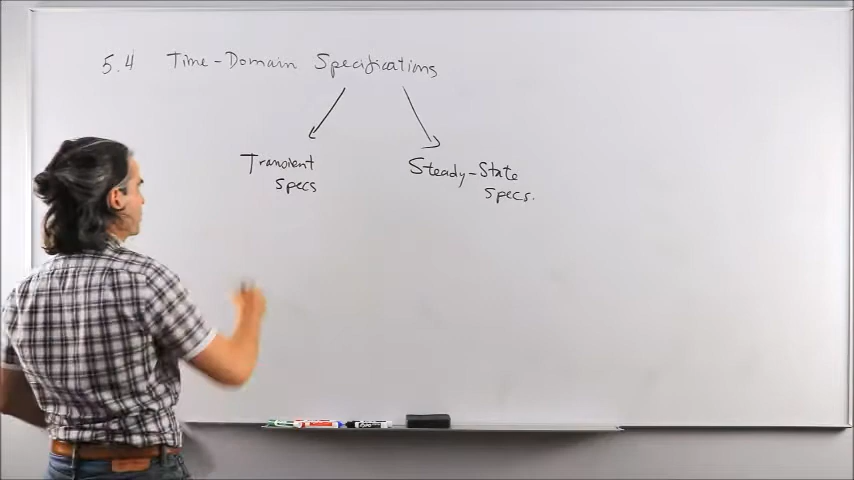 5.4 Time-Domain Specifications
Transient
specs
Steady-State
specs.